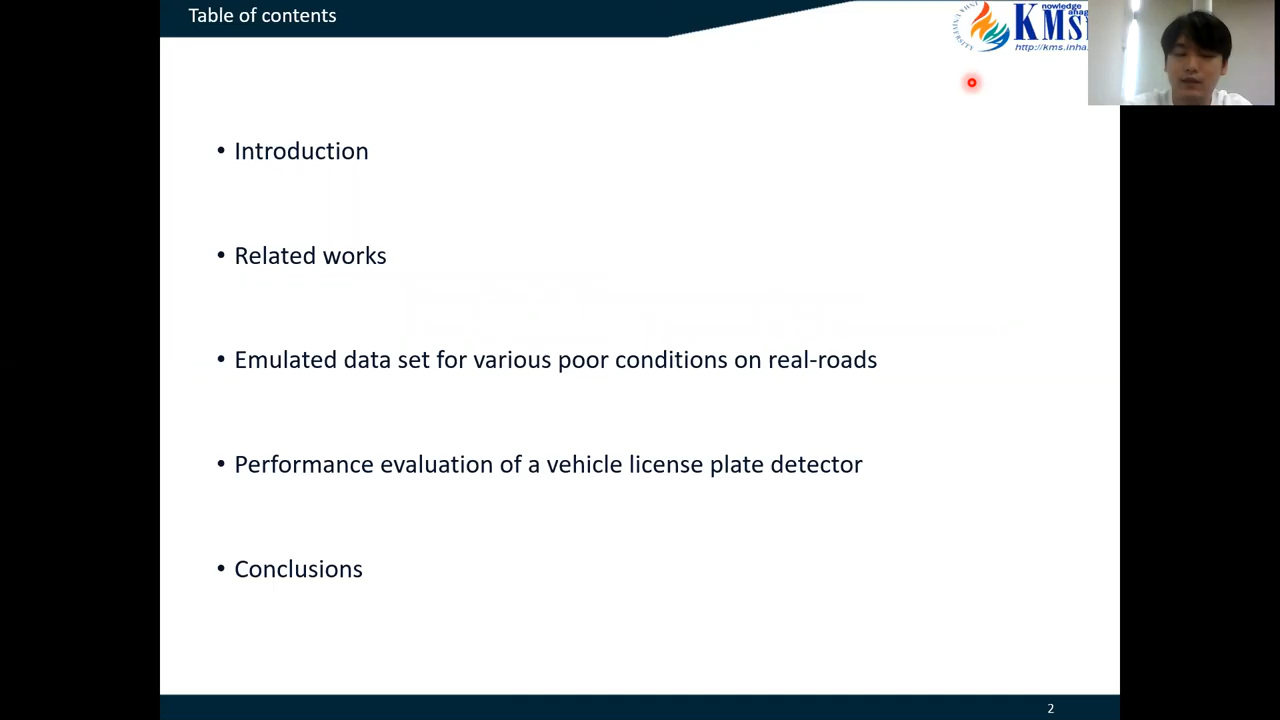 Table of contents
KMS
http://kms.inha
• Introduction
• Related works
• Emulated data set for various poor conditions on real-roads
• Performance evaluation of a vehicle license plate detector
• Conclusions
2